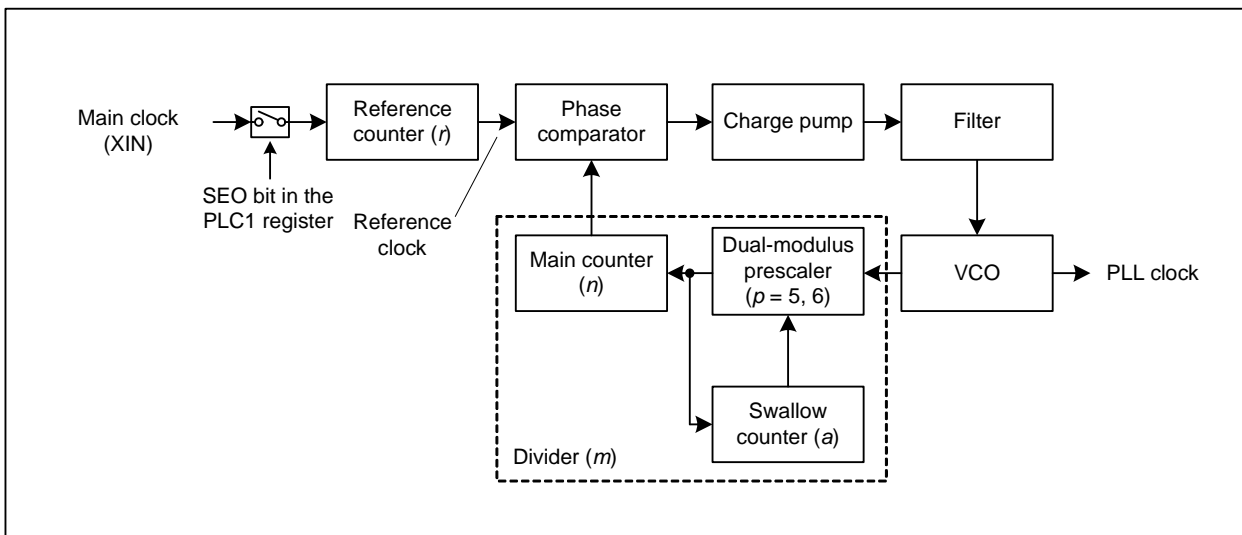 Main clock
(XIN)
SEO bit in the
PLC1 register
Reference
counter (r)
Reference
clock
Phase
comparator
Charge pump
Filter
Main counter
(n)
Dual-modulus
prescaler
(p = 5, 6)
VCO
PLL clock
Swallow
counter (a)
Divider (m)